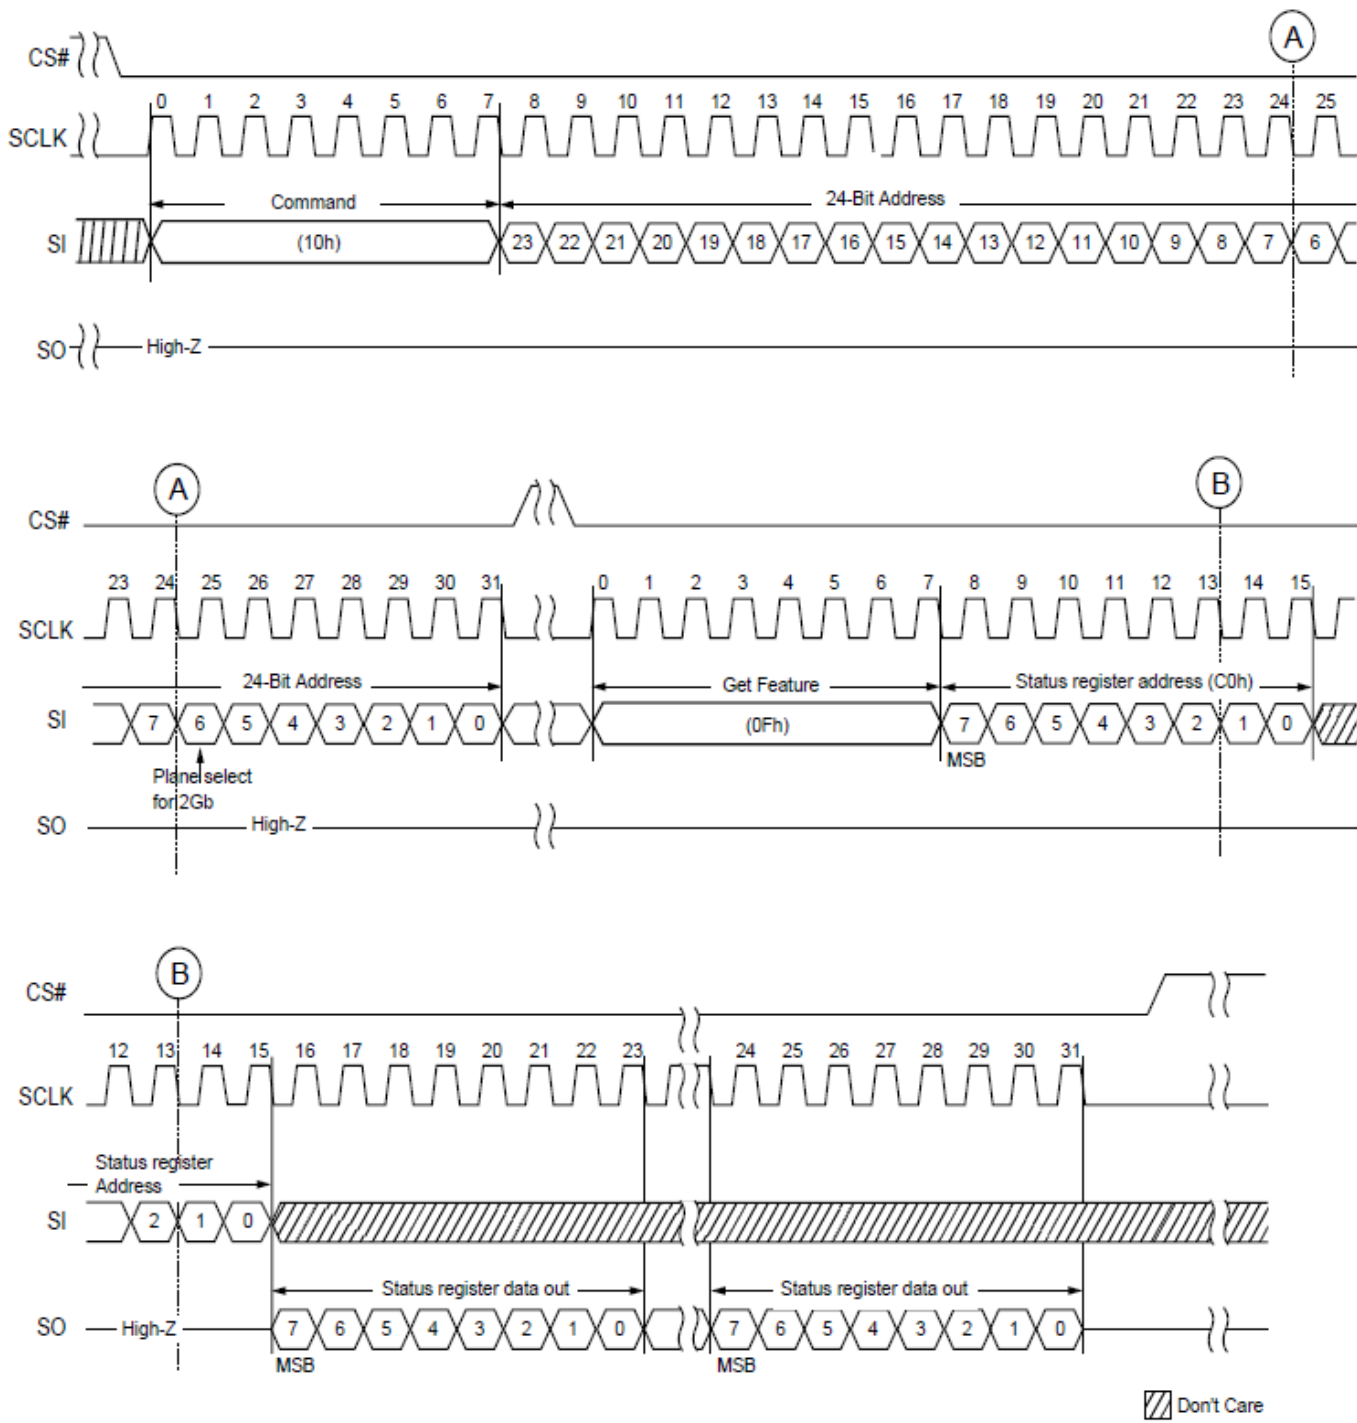 A
CS#
0 1 2 3 4 5 6 7 8 9 10 11 12 13 14 15 16 17 18 19 20 21 22 23 24 25
SCLK
Command 24-Bit Address
SI (10h) 23 22 21 20 19 18 17 16 15 14 13 12 11 10 9 8 7 6
SO High-Z
A B
CS#
23 24 25 26 27 28 29 30 31 0 1 2 3 4 5 6 7 8 9 10 11 12 13 14 15
SCLK
24-Bit Address Get Feature Status register address (C0h)
SI 7 6 5 4 3 2 1 0 (0Fh) 7 6 5 4 3 2 1 0
MSB
Plane select
for 2Gb
SO High-Z
B
CS#
12 13 14 15 16 17 18 19 20 21 22 23 24 25 26 27 28 29 30 31
SCLK
Status register
Address
SI 2 1 0
Status register data out Status register data out
SO High-Z 7 6 5 4 3 2 1 0 7 6 5 4 3 2 1 0
MSB MSB
Don't Care